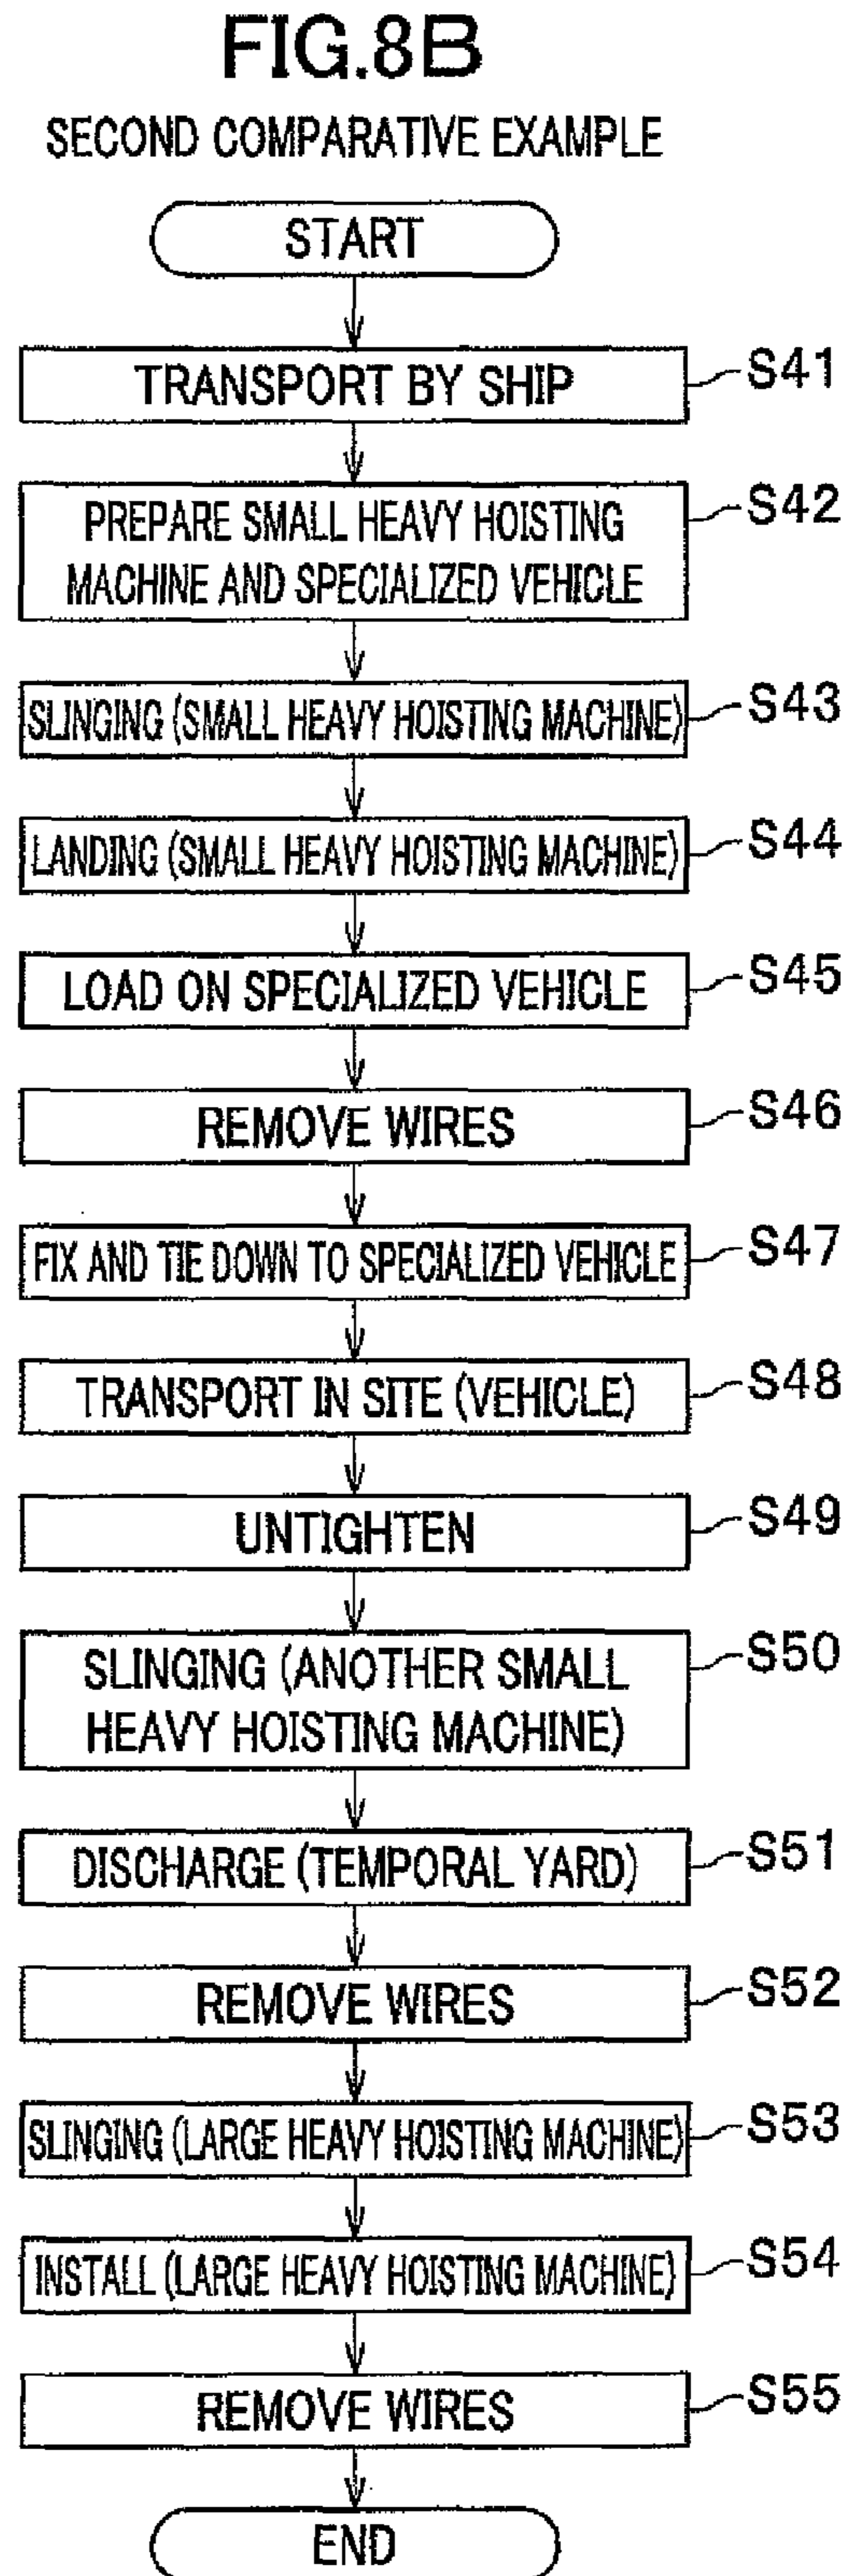 FIG.8B
SECOND COMPARATIVE EXAMPLE
START
TRANSPORT BY SHIP
S41
PREPARE SMALL HEAVY HOISTING
MACHINE AND SPECIALIZED VEHICLE
S42
SLINGING (SMALL HEAVY HOISTING MACHINE)
S43
LANDING (SMALL HEAVY HOISTING MACHINE)
S44
LOAD ON SPECIALIZED VEHICLE
S45
REMOVE WIRES
S46
FIX AND TIE DOWN TO SPECIALIZED VEHICLE
S47
TRANSPORT IN SITE (VEHICLE)
S48
UNTIGHTEN
S49
SLINGING (ANOTHER SMALL
HEAVY HOISTING MACHINE)
S50
DISCHARGE (TEMPORAL YARD)
S51
REMOVE WIRES
S52
SLINGING (LARGE HEAVY HOISTING MACHINE)
S53
INSTALL (LARGE HEAVY HOISTING MACHINE)
S54
REMOVE WIRES
S55
END